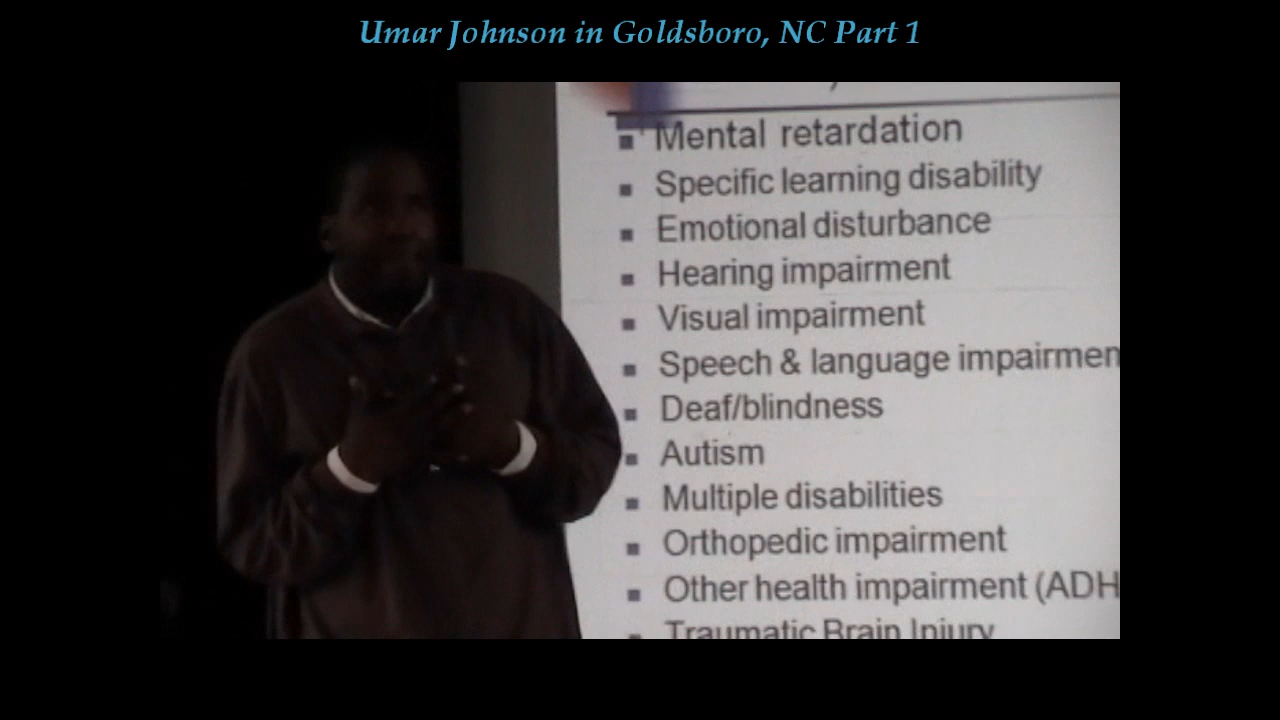 Umar Johnson in Goldsboro, NC Part 1
Mental retardation
Specific learning disability
Emotional disturbance
Hearing impairment
Visual impairment
Speech & language impairmen
Deaf/blindness
Autism
Multiple disabilities
Orthopedic impairment
Other health impairment (ADH
Traumatic Brain Injury